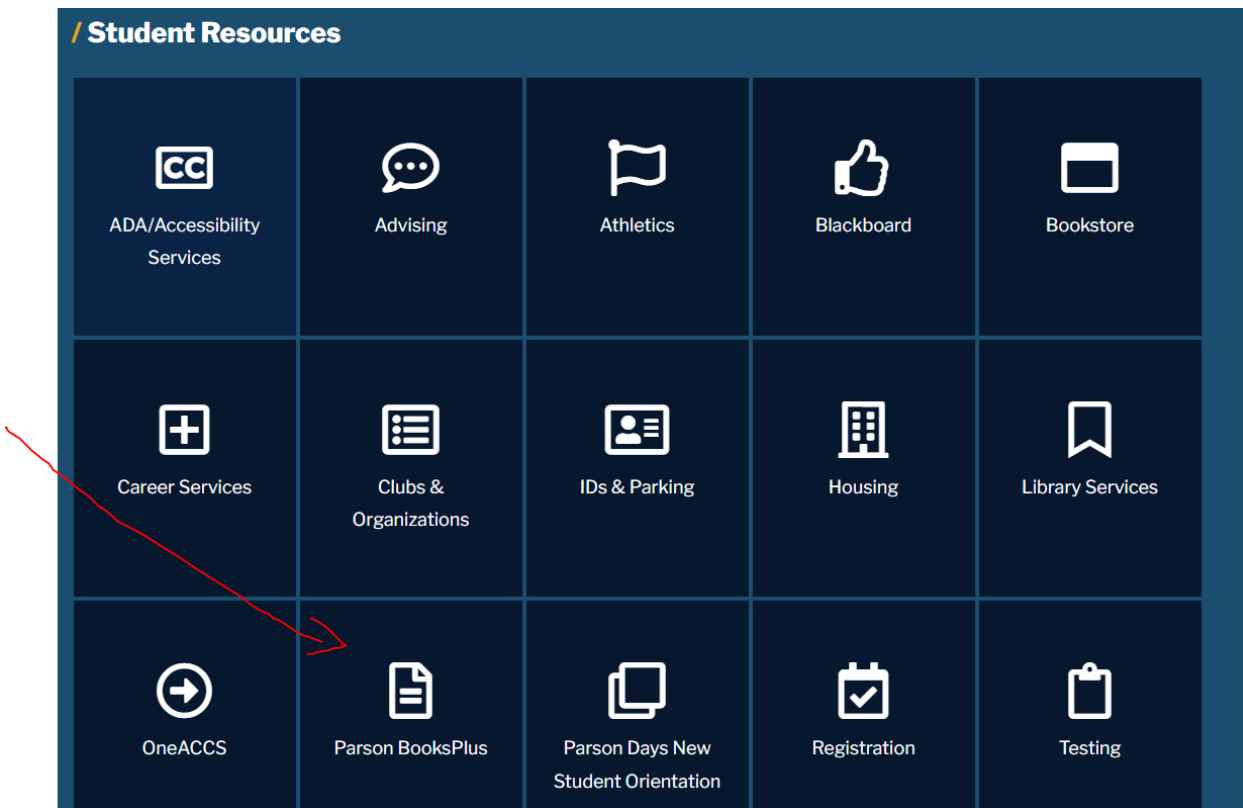 / Student Resources
CC
ADA/Accessibility
Services
Advising
Athletics
Blackboard
Bookstore
Career Services
Clubs &
Organizations
IDs & Parking
Housing
Library Services
OneACCS
Parson BooksPlus
Parson Days New
Student Orientation
Registration
Testing